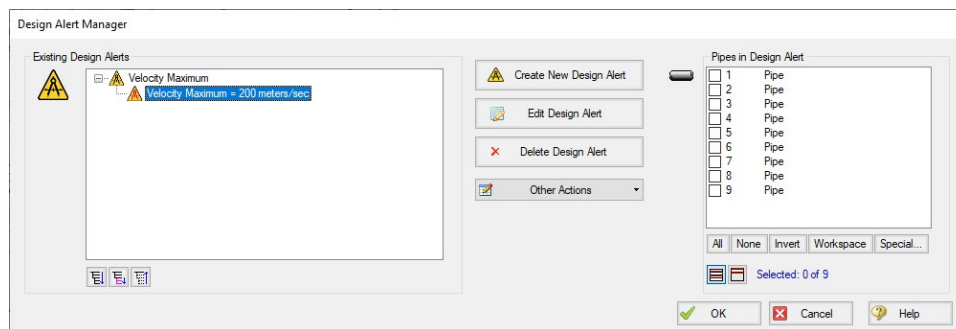 Design Alert Manager
Existing Design Alerts
Velocity Maximum
Velocity Maximum = 200 meters/sec
Create New Design Alert
Edit Design Alert
Delete Design Alert
Other Actions
Pipes in Design Alert
1 Pipe
2 Pipe
3 Pipe
4 Pipe
5 Pipe
6 Pipe
7 Pipe
8 Pipe
9 Pipe
All None Invert Workspace Special...
Selected: 0 of 9
OK Cancel Help